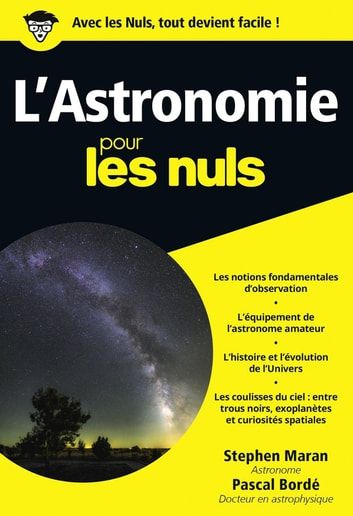 Avec les Nuls, tout devient facile !
L'Astronomie
pour
les nuls
Les notions fondamentales
d'observation
•
L'équipement de
l'astronome amateur
•
L'histoire et l'évolution
de l'Univers
•
Les coulisses du ciel : entre
trous noirs, exoplanètes
et curiosités spatiales
Stephen Maran
Astronome
Pascal Bordé
Docteur en astrophysique